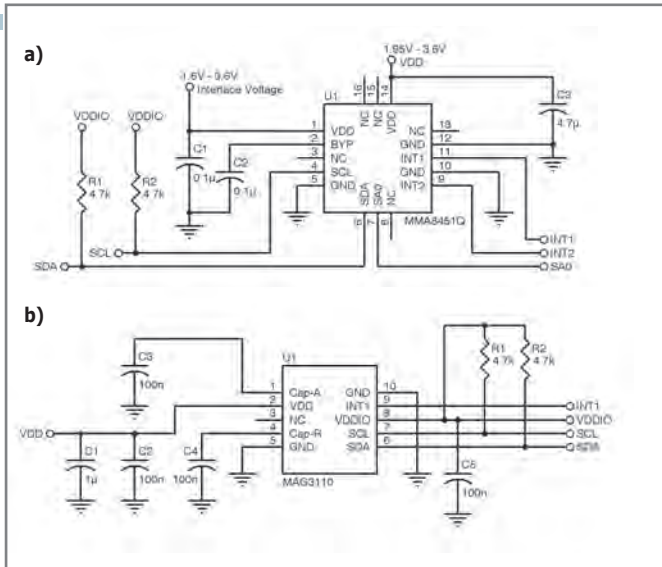 a)
1.95V - 3.6V
VDD
1.6V - 3.6V
Interface Voltage
VDDIO
VDDIO
U1
16
15
14
NC
NC
VDD
C3
4.7µ
1
VDD
NC
13
2
BYP
GND
12
3
NC
INT1
11
4
SCL
GND
10
5
GND
INT2
9
SDA
SA0
NC
6
7
8
MMA8451Q
C1
0.1µ
C2
0.1µ
R1
4.7k
R2
4.7k
SCL
SDA
INT1
INT2
SA0
b)
C3
100n
U1
1
Cap-A
GND
10
2
VDD
INT1
9
3
NC
VDDIO
8
4
Cap-R
SCL
7
5
GND
SDA
6
MAG3110
VDD
C1
1µ
C2
100n
C4
100n
R1
4.7k
R2
4.7k
INT1
VDDIO
SCL
SDA
C5
100n